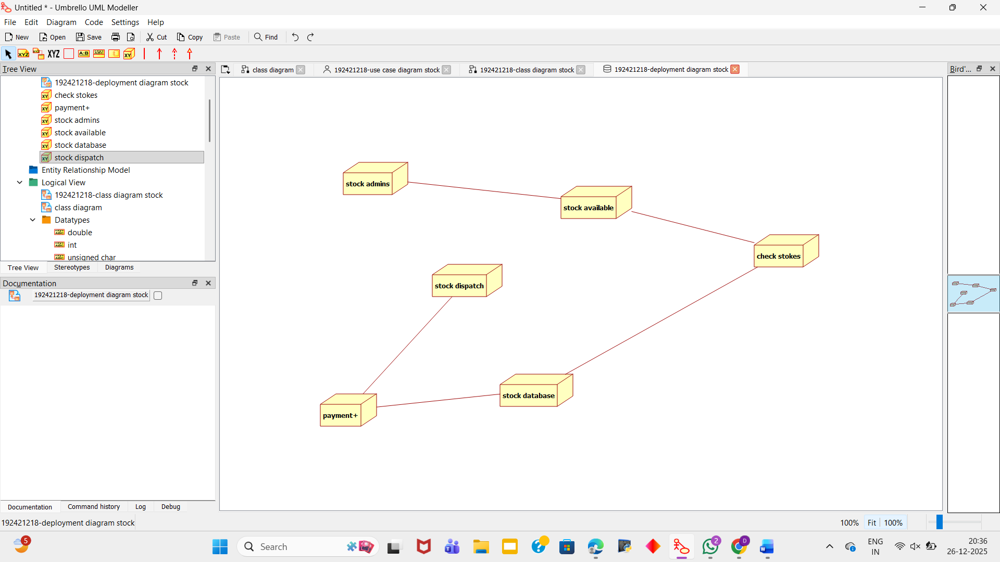 Untitled * - Umbrello UML Modeller
File Edit Diagram Code Settings Help
New Open Save Cut Copy Paste Find
XYZ XYZ XYZ A:B XY
Tree View
class diagram
192421218-use case diagram stock
192421218-class diagram stock
192421218-deployment diagram stock
Bird'...
192421218-deployment diagram stock
check stokes
payment+
stock admins
stock available
stock database
stock dispatch
Entity Relationship Model
Logical View
192421218-class diagram stock
class diagram
Datatypes
double
int
unsigned char
Tree View Stereotypes Diagrams
Documentation
192421218-deployment diagram stock
stock admins
stock available
check stokes
stock dispatch
stock database
payment+
Documentation Command history Log Debug
192421218-deployment diagram stock
100% Fit 100%
5
Search
2
D
ENG
IN
20:36
26-12-2025